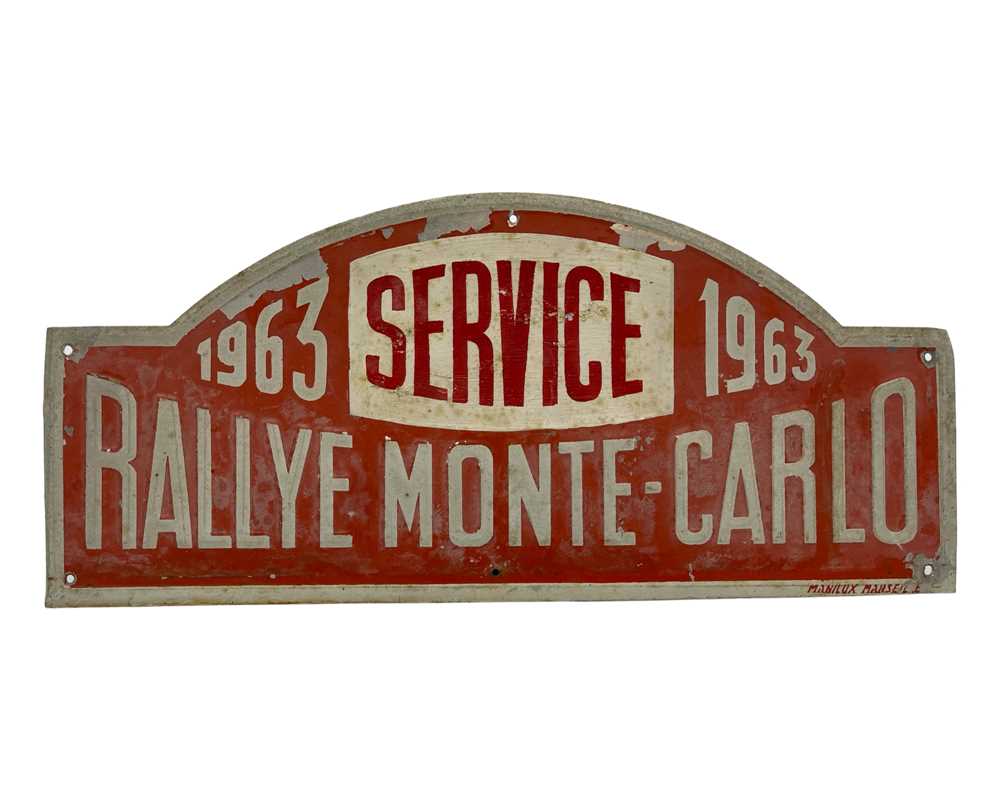 1963 SERVICE 1963
RALLYE MONTE-CARLO
MANILUX